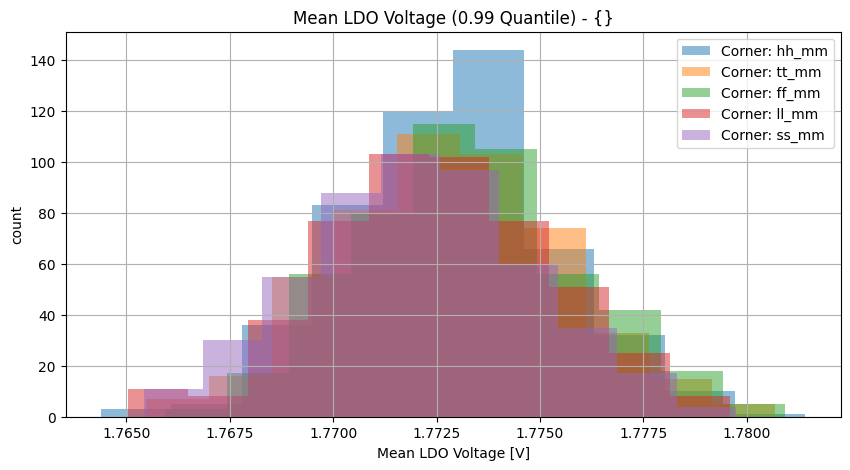 Mean LDO Voltage (0.99 Quantile) - {}
Corner: hh_mm
Corner: tt_mm
Corner: ff_mm
Corner: ll_mm
Corner: ss_mm
140
120
100
80
60
40
20
0
count
1.7650 1.7675 1.7700 1.7725 1.7750 1.7775 1.7800
Mean LDO Voltage [V]